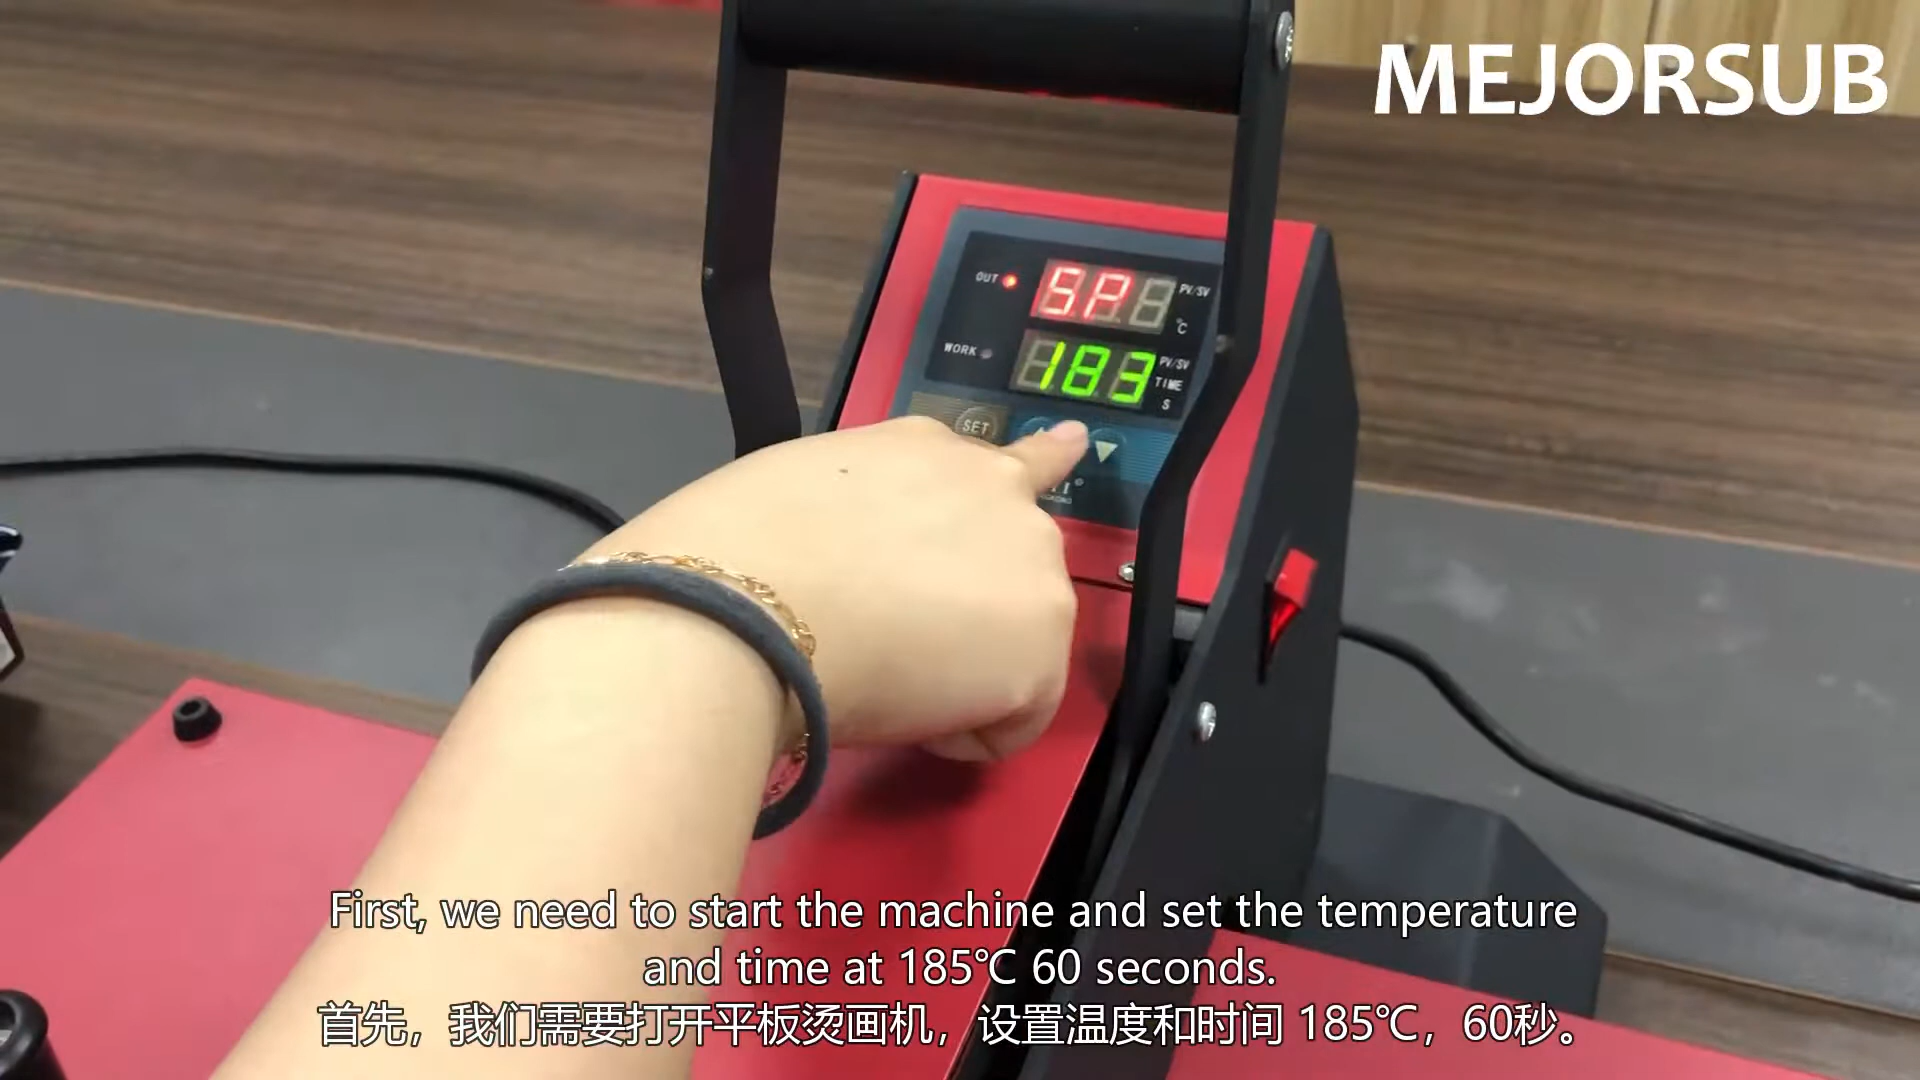 MEJORSUB
OUT
SP
PV/SV
℃
WORK
183
PV/SV
TIME
S
SET
First, we need to start the machine and set the temperature
and time at 185℃ 60 seconds.
首先，我们需要打开平板烫画机，设置温度和时间 185℃，60秒。